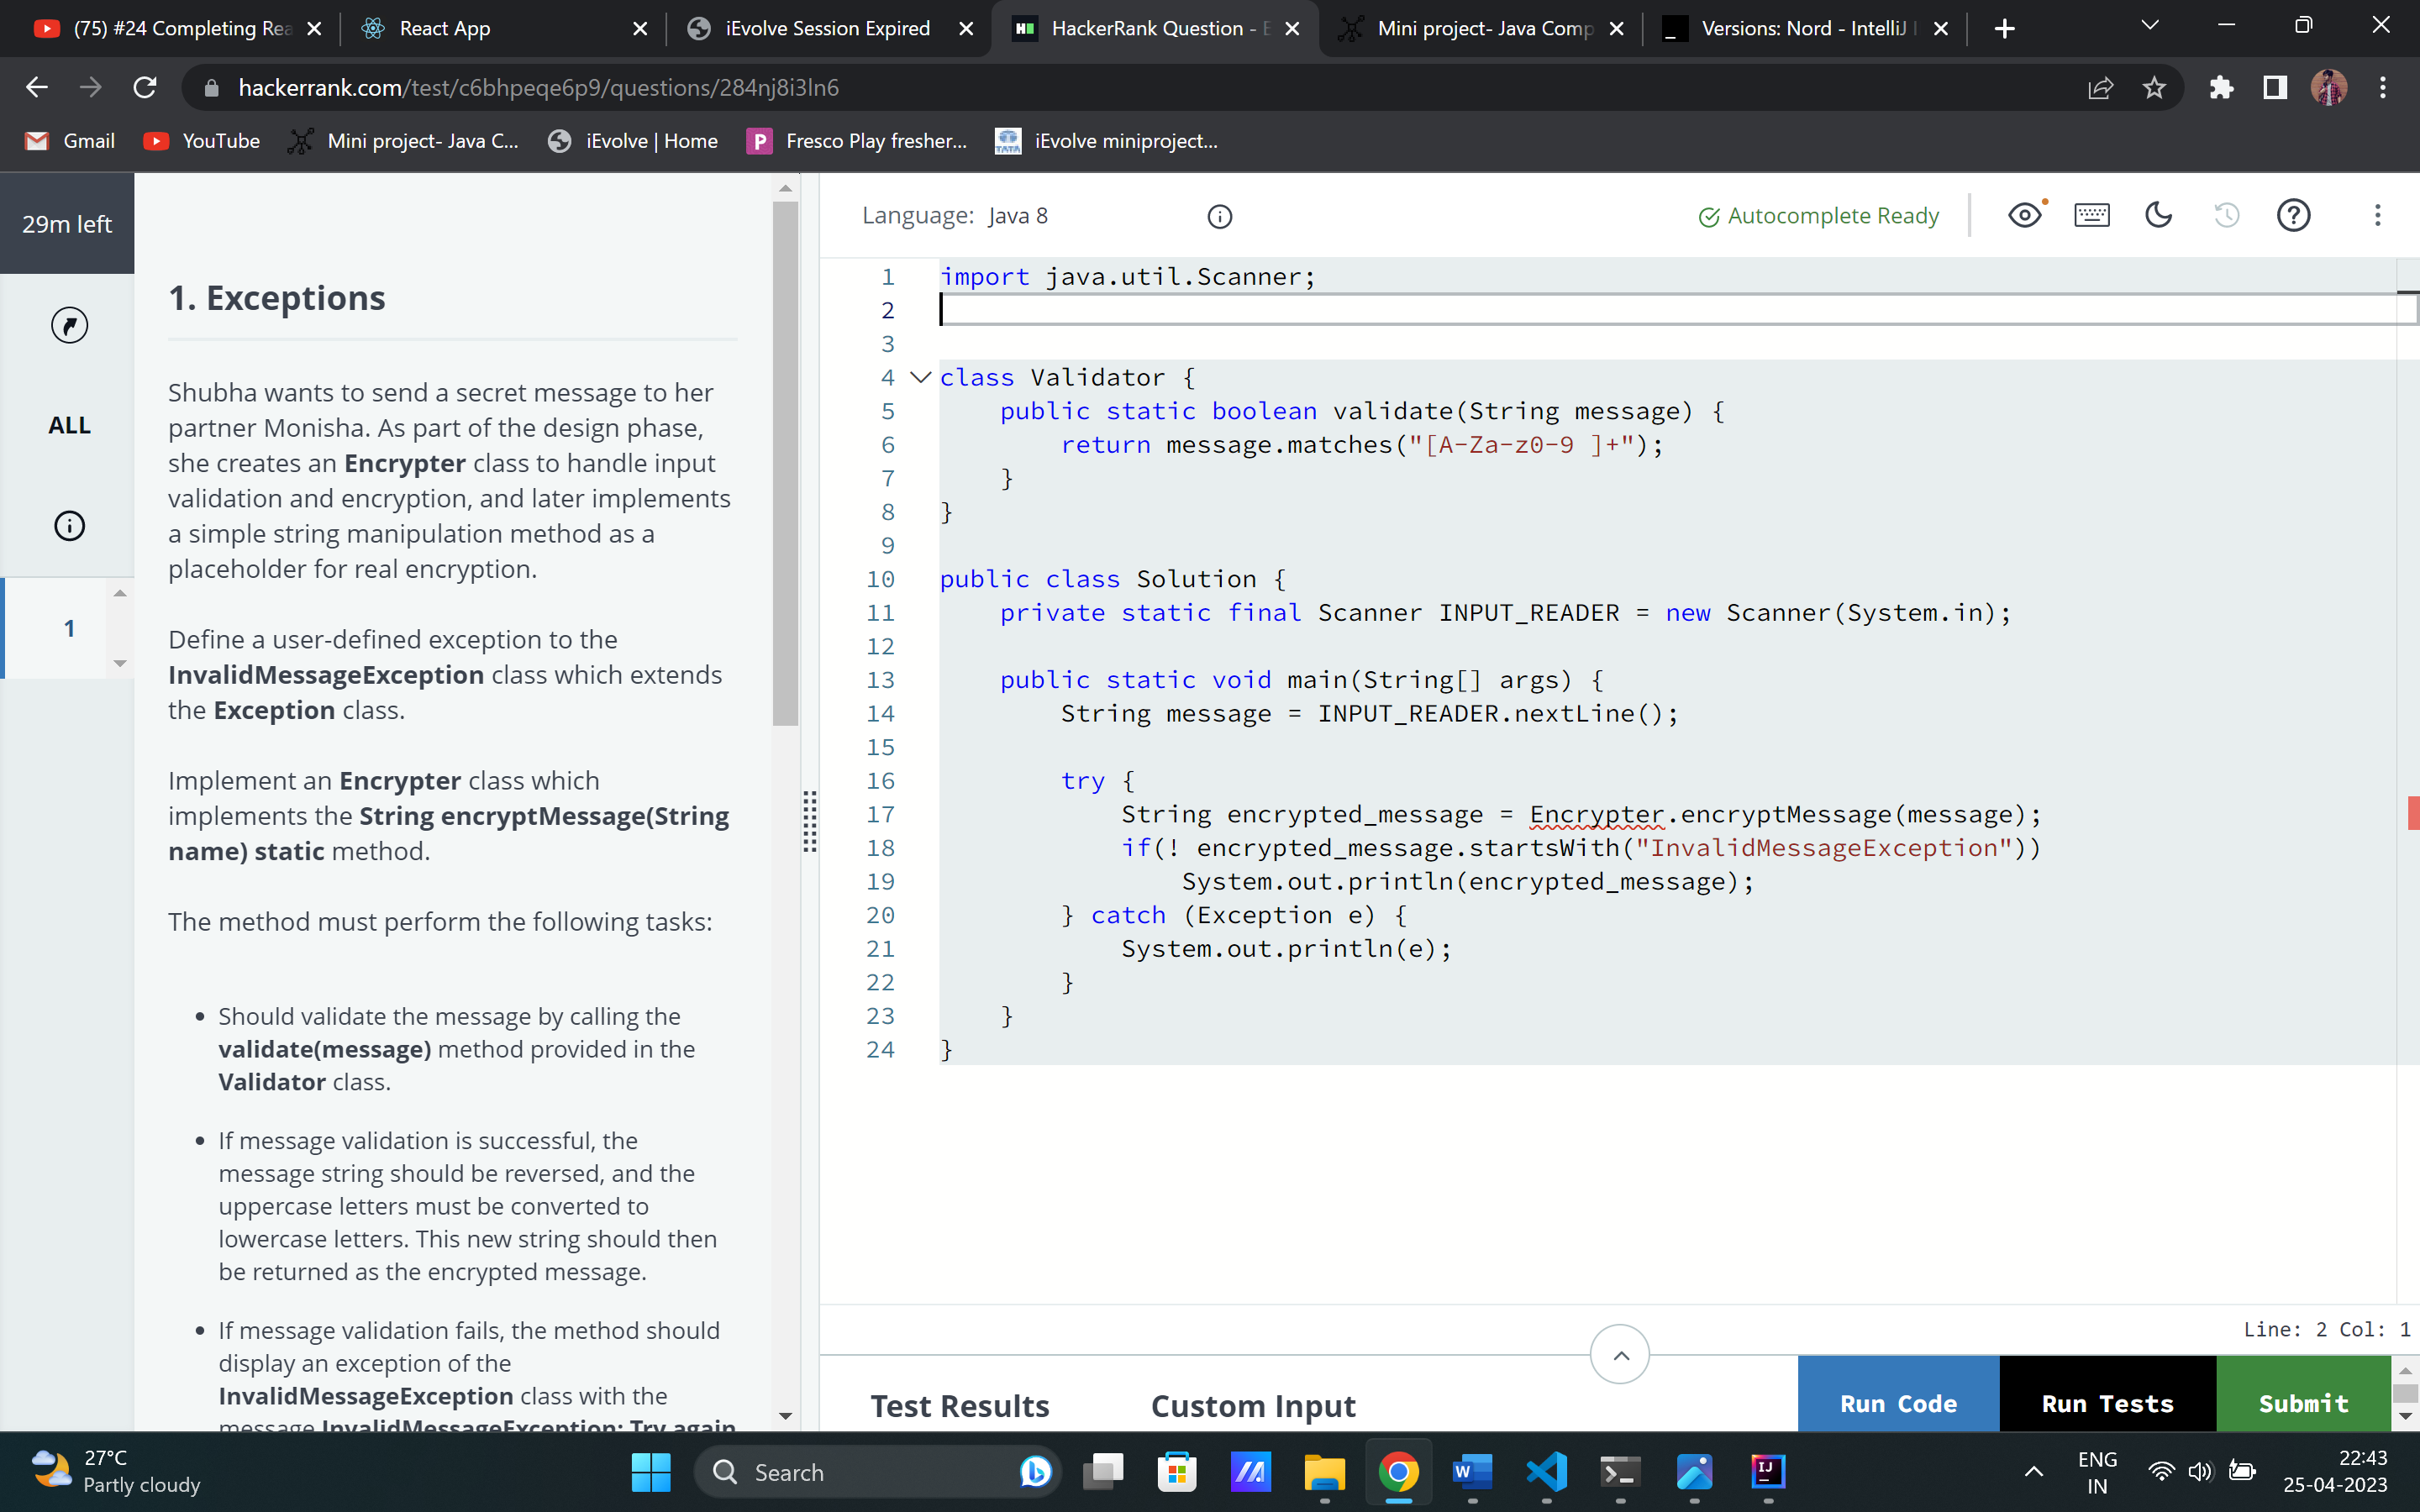 (75) #24 Completing Rea
React App
iEvolve Session Expired
HackerRank Question - E
Mini project- Java Comp
Versions: Nord - IntelliJ I
hackerrank.com/test/c6bhpeqe6p9/questions/284nj8i3ln6
Gmail
YouTube
Mini project- Java C...
iEvolve | Home
Fresco Play fresher...
iEvolve miniproject...
29m left
ALL
1
1. Exceptions
Shubha wants to send a secret message to her
partner Monisha. As part of the design phase,
she creates an Encrypter class to handle input
validation and encryption, and later implements
a simple string manipulation method as a
placeholder for real encryption.
Define a user-defined exception to the
InvalidMessageException class which extends
the Exception class.
Implement an Encrypter class which
implements the String encryptMessage(String
name) static method.
The method must perform the following tasks:
• Should validate the message by calling the
validate(message) method provided in the
Validator class.
• If message validation is successful, the
message string should be reversed, and the
uppercase letters must be converted to
lowercase letters. This new string should then
be returned as the encrypted message.
• If message validation fails, the method should
display an exception of the
InvalidMessageException class with the
message InvalidMessageException: Try again
Language: Java 8
Autocomplete Ready
1 import java.util.Scanner;
2
3
4 class Validator {
5     public static boolean validate(String message) {
6         return message.matches("[A-Za-z0-9 ]+");
7     }
8 }
9
10 public class Solution {
11     private static final Scanner INPUT_READER = new Scanner(System.in);
12
13     public static void main(String[] args) {
14         String message = INPUT_READER.nextLine();
15
16         try {
17             String encrypted_message = Encrypter.encryptMessage(message);
18             if(! encrypted_message.startsWith("InvalidMessageException"))
19                 System.out.println(encrypted_message);
20         } catch (Exception e) {
21             System.out.println(e);
22         }
23     }
24 }
Line: 2 Col: 1
Test Results
Custom Input
Run Code
Run Tests
Submit
27°C
Partly cloudy
Search
ENG
IN
22:43
25-04-2023